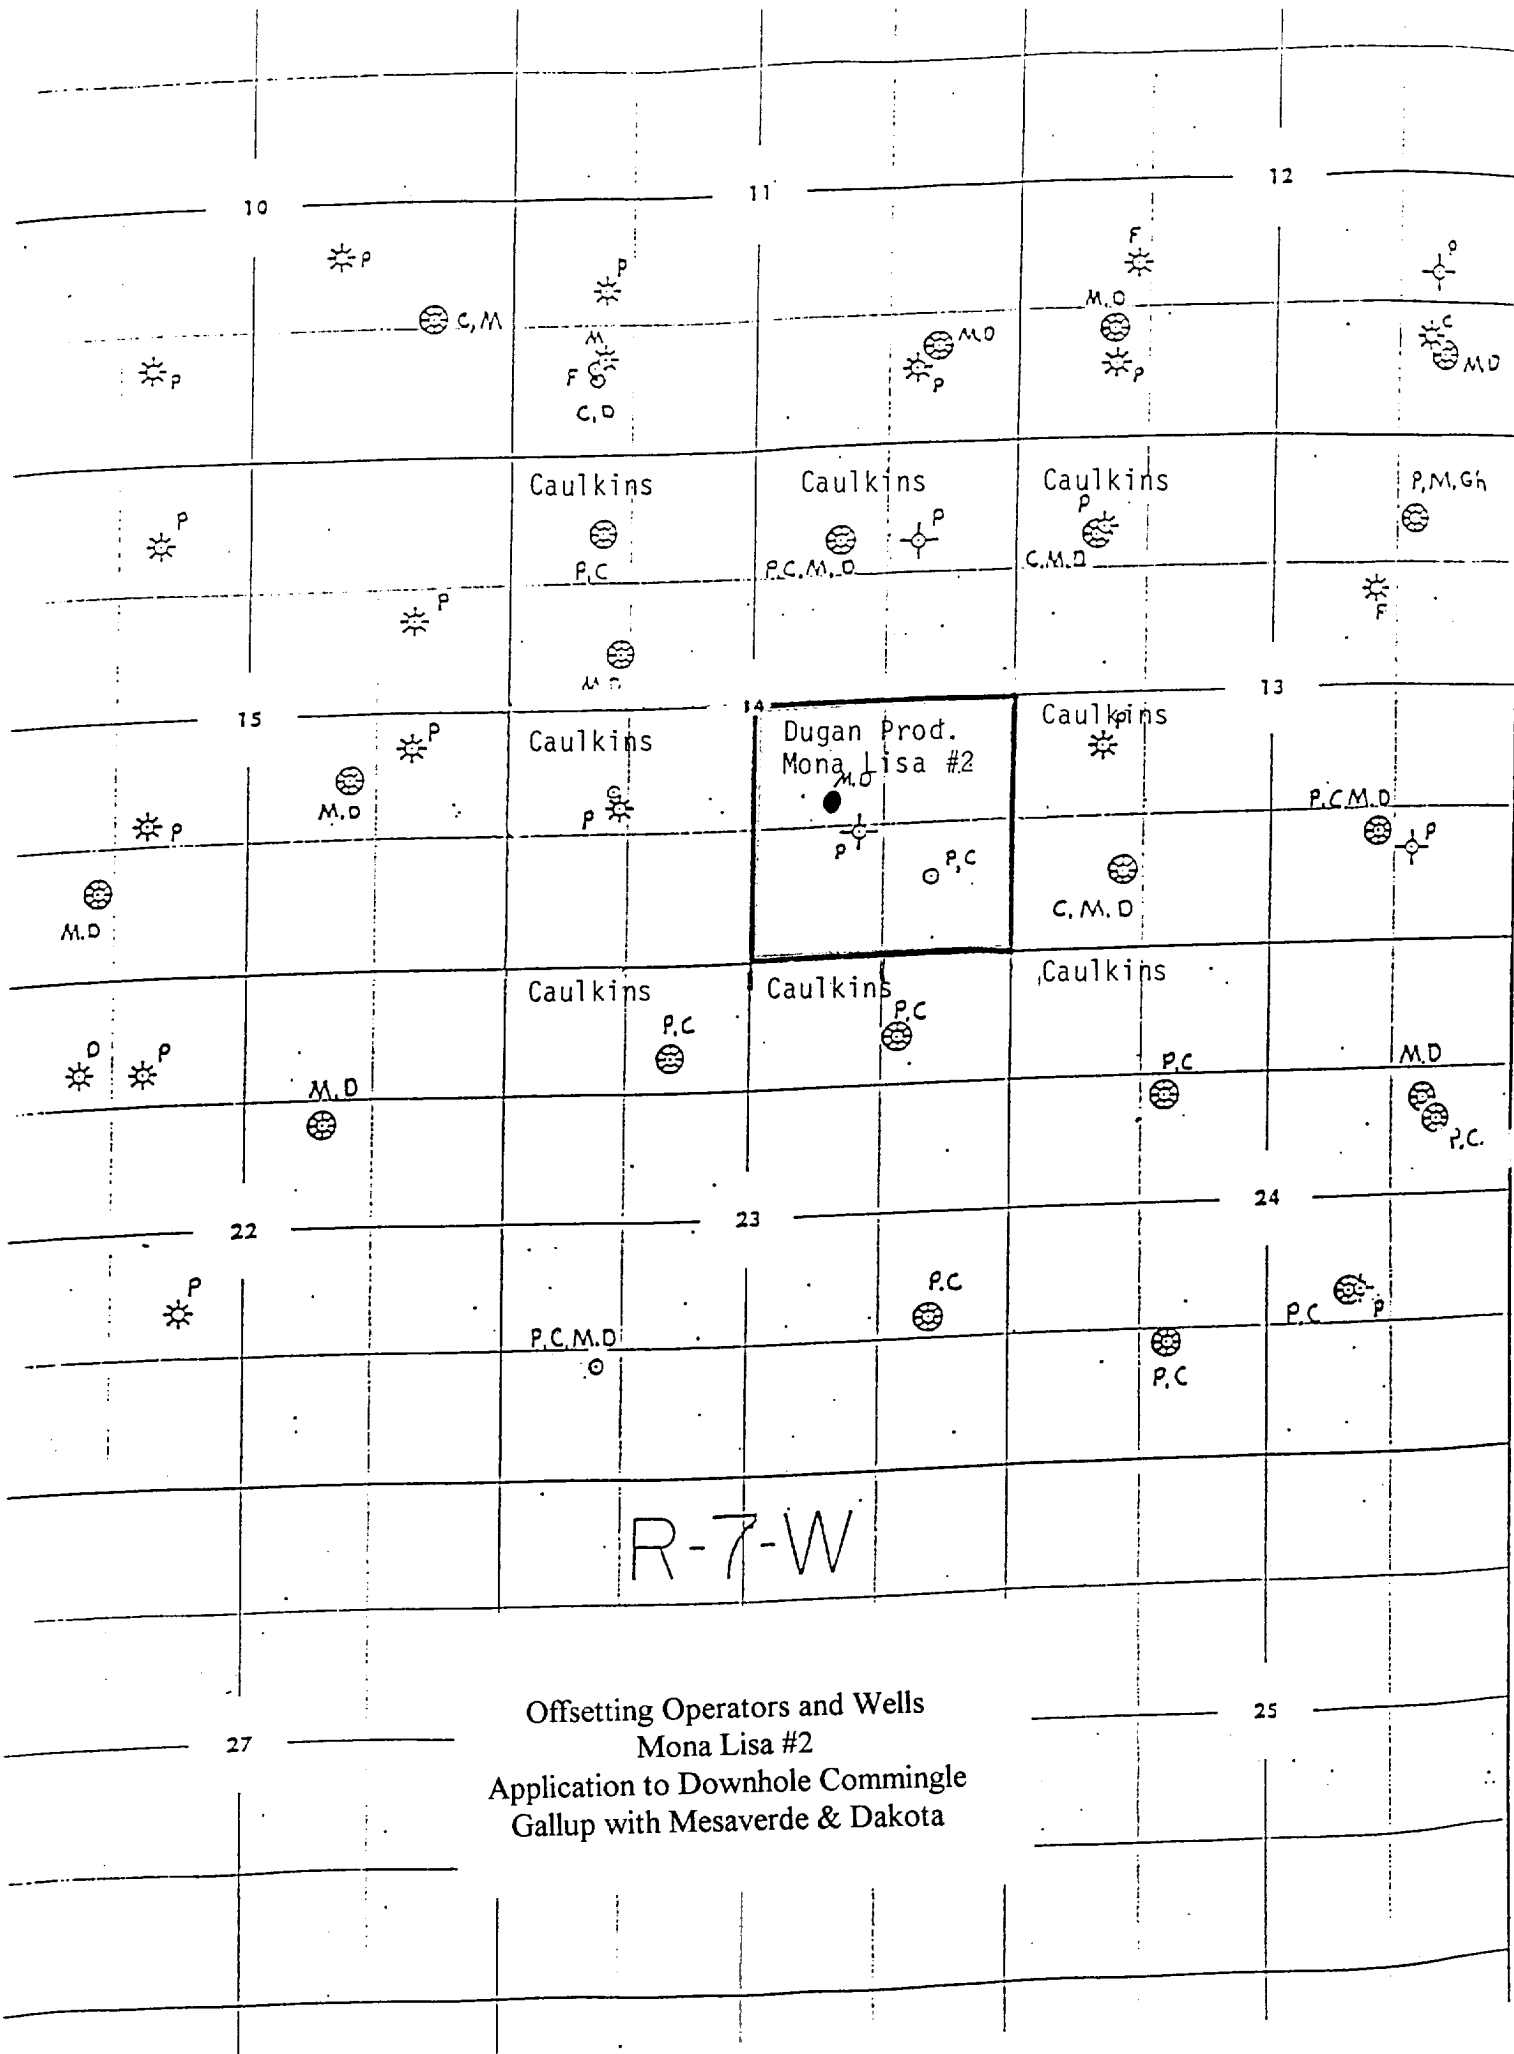 10
11
12
P
F
P
P
M.D
C, M
C
M
M.D
P
F
P
P
M.D
C, D
Caulkins
Caulkins
Caulkins
P, M, Gh
P
P
P
P, C
P.C.M.D
C.M.D
F
P
M.D
13
14
15
Caulkins
Dugan Prod.
Caulkins
P
P
Mona Lisa #2
M.D
M.D
P
P
P.C.M.D
P
P
P, C
M.D
C, M.D
Caulkins
Caulkins
Caulkins
P.C
P.C
D
P
P.C
M.D
M.D
P.C.
24
23
22
P
P.C
P.C
P
P.C, M.D
P.C
R-7-W
Offsetting Operators and Wells
25
27
Mona Lisa #2
Application to Downhole Commingle
Gallup with Mesaverde & Dakota